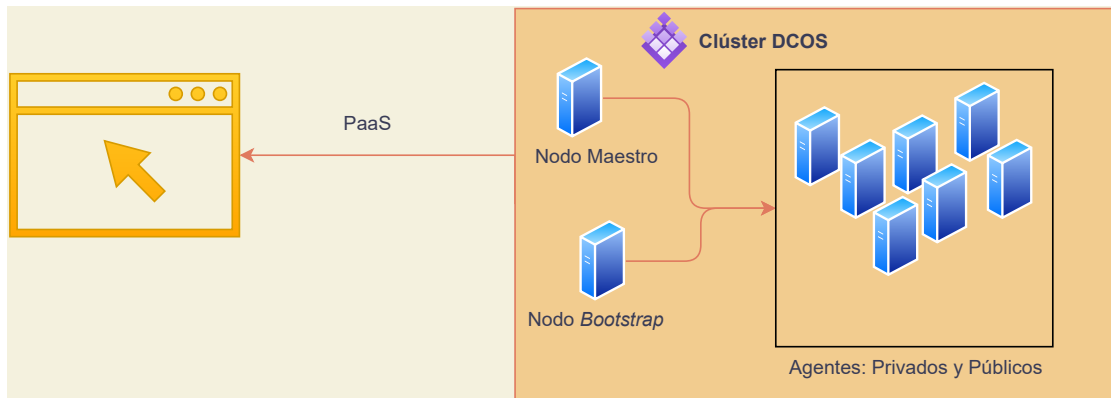 Clúster DCOS
PaaS
Nodo Maestro
Nodo Bootstrap
Agentes: Privados y Públicos